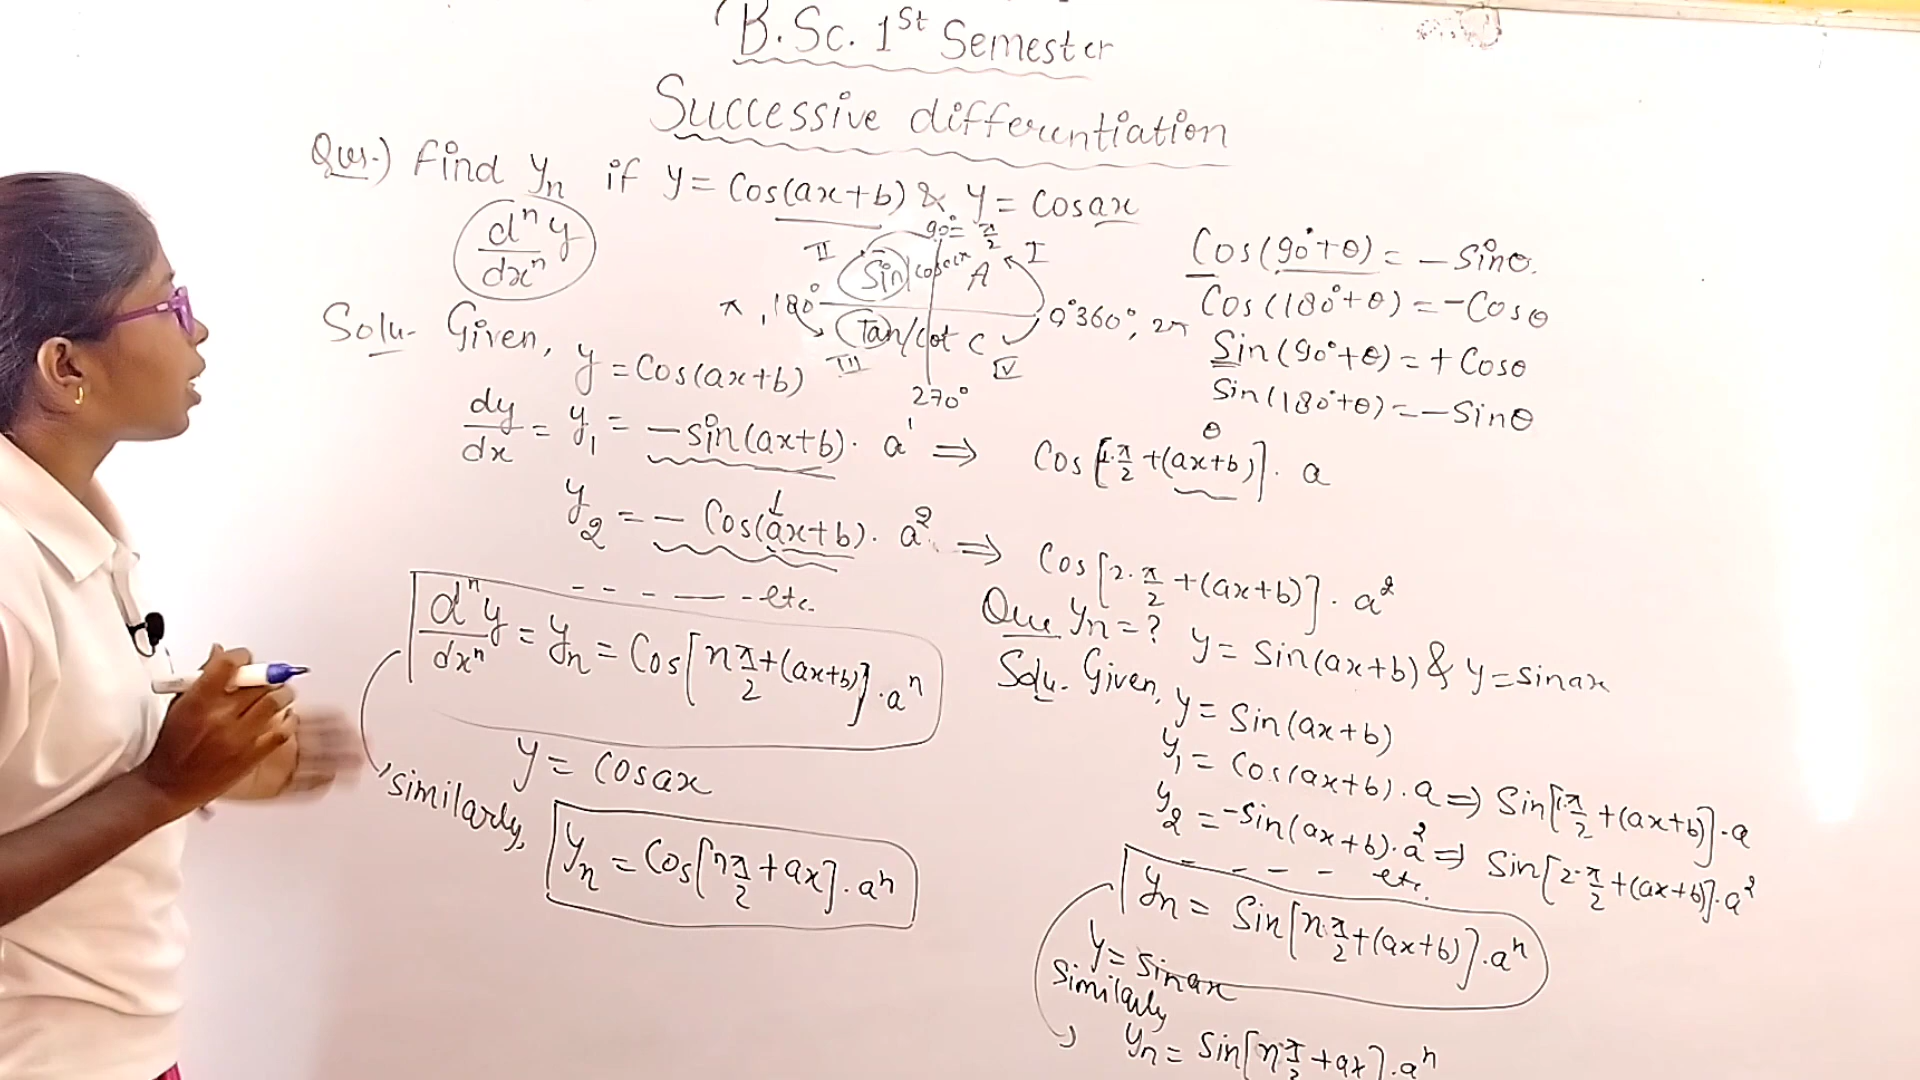 B.Sc. 1st Semester
Successive differentiation
Ques.) Find yn if y = Cos(ax+b) & y = Cosax
dⁿy/dxⁿ
90° = π/2
II
I
Sin/cosecx
A
π, 180°
0° 360°, 2π
Tan/Cot
C
III
IV
270°
Cos(90°+θ) = -Sinθ.
Cos(180°+θ) = -Cosθ
Sin(90°+θ) = + Cosθ
Sin(180°+θ) = -Sinθ
Solu- Given, y = Cos(ax+b)
dy/dx = y₁ = -sin(ax+b). a¹ ⇒ Cos[1.π/2 +(ax+b)]. a
θ
y₂ = - Cos(ax+b). a² ⇒ Cos[2.π/2 +(ax+b)]. a²
- - - - - etc.
dⁿy/dxⁿ = yn = Cos[nπ/2+(ax+b)].aⁿ
y = cosax
similarly,
yn = Cos[nπ/2 + ax].aⁿ
Que yn = ? y = Sin(ax+b) & y = sinax
Solu. Given, y = Sin(ax+b)
y₁ = Cos(ax+b).a ⇒ Sin[1.π/2 +(ax+b)].a
y₂ = -sin(ax+b).a² ⇒ Sin[2.π/2 +(ax+b)].a²
- - - - etc.
yn = Sin[n.π/2+(ax+b)].aⁿ
y = sinax
Similarly
yn = Sin[nπ/2 + ax].aⁿ